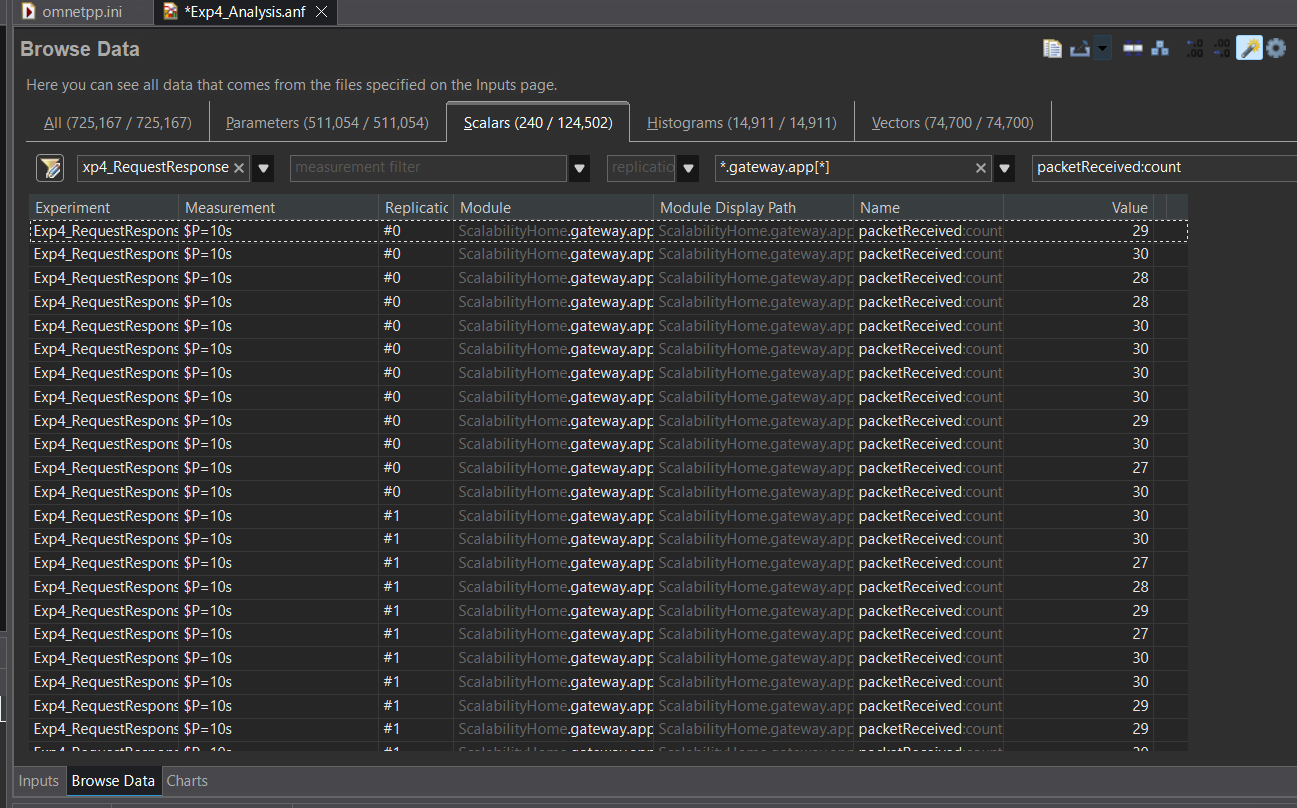 omnetpp.ini *Exp4_Analysis.anf
Browse Data
Here you can see all data that comes from the files specified on the Inputs page.
All (725,167 / 725,167) Parameters (511,054 / 511,054) Scalars (240 / 124,502) Histograms (14,911 / 14,911) Vectors (74,700 / 74,700)
xp4_RequestResponse measurement filter replicatio *.gateway.app[*] packetReceived:count
Experiment Measurement Replicatic Module Module Display Path Name Value
Exp4_RequestRespons $P=10s #0 ScalabilityHome.gateway.app ScalabilityHome.gateway.app packetReceived:count 29
Exp4_RequestRespons $P=10s #0 ScalabilityHome.gateway.app ScalabilityHome.gateway.app packetReceived:count 30
Exp4_RequestRespons $P=10s #0 ScalabilityHome.gateway.app ScalabilityHome.gateway.app packetReceived:count 28
Exp4_RequestRespons $P=10s #0 ScalabilityHome.gateway.app ScalabilityHome.gateway.app packetReceived:count 28
Exp4_RequestRespons $P=10s #0 ScalabilityHome.gateway.app ScalabilityHome.gateway.app packetReceived:count 30
Exp4_RequestRespons $P=10s #0 ScalabilityHome.gateway.app ScalabilityHome.gateway.app packetReceived:count 30
Exp4_RequestRespons $P=10s #0 ScalabilityHome.gateway.app ScalabilityHome.gateway.app packetReceived:count 30
Exp4_RequestRespons $P=10s #0 ScalabilityHome.gateway.app ScalabilityHome.gateway.app packetReceived:count 30
Exp4_RequestRespons $P=10s #0 ScalabilityHome.gateway.app ScalabilityHome.gateway.app packetReceived:count 29
Exp4_RequestRespons $P=10s #0 ScalabilityHome.gateway.app ScalabilityHome.gateway.app packetReceived:count 30
Exp4_RequestRespons $P=10s #0 ScalabilityHome.gateway.app ScalabilityHome.gateway.app packetReceived:count 27
Exp4_RequestRespons $P=10s #0 ScalabilityHome.gateway.app ScalabilityHome.gateway.app packetReceived:count 30
Exp4_RequestRespons $P=10s #1 ScalabilityHome.gateway.app ScalabilityHome.gateway.app packetReceived:count 30
Exp4_RequestRespons $P=10s #1 ScalabilityHome.gateway.app ScalabilityHome.gateway.app packetReceived:count 30
Exp4_RequestRespons $P=10s #1 ScalabilityHome.gateway.app ScalabilityHome.gateway.app packetReceived:count 27
Exp4_RequestRespons $P=10s #1 ScalabilityHome.gateway.app ScalabilityHome.gateway.app packetReceived:count 28
Exp4_RequestRespons $P=10s #1 ScalabilityHome.gateway.app ScalabilityHome.gateway.app packetReceived:count 29
Exp4_RequestRespons $P=10s #1 ScalabilityHome.gateway.app ScalabilityHome.gateway.app packetReceived:count 27
Exp4_RequestRespons $P=10s #1 ScalabilityHome.gateway.app ScalabilityHome.gateway.app packetReceived:count 30
Exp4_RequestRespons $P=10s #1 ScalabilityHome.gateway.app ScalabilityHome.gateway.app packetReceived:count 30
Exp4_RequestRespons $P=10s #1 ScalabilityHome.gateway.app ScalabilityHome.gateway.app packetReceived:count 29
Exp4_RequestRespons $P=10s #1 ScalabilityHome.gateway.app ScalabilityHome.gateway.app packetReceived:count 29
Inputs Browse Data Charts